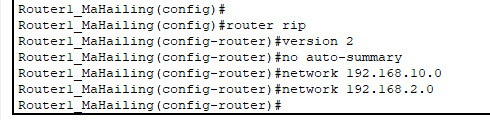 Router1_MaHailing(config)#
Router1_MaHailing(config)#router rip
Router1_MaHailing(config-router)#version 2
Router1_MaHailing(config-router)#no auto-summary
Router1_MaHailing(config-router)#network 192.168.10.0
Router1_MaHailing(config-router)#network 192.168.2.0
Router1_MaHailing(config-router)#